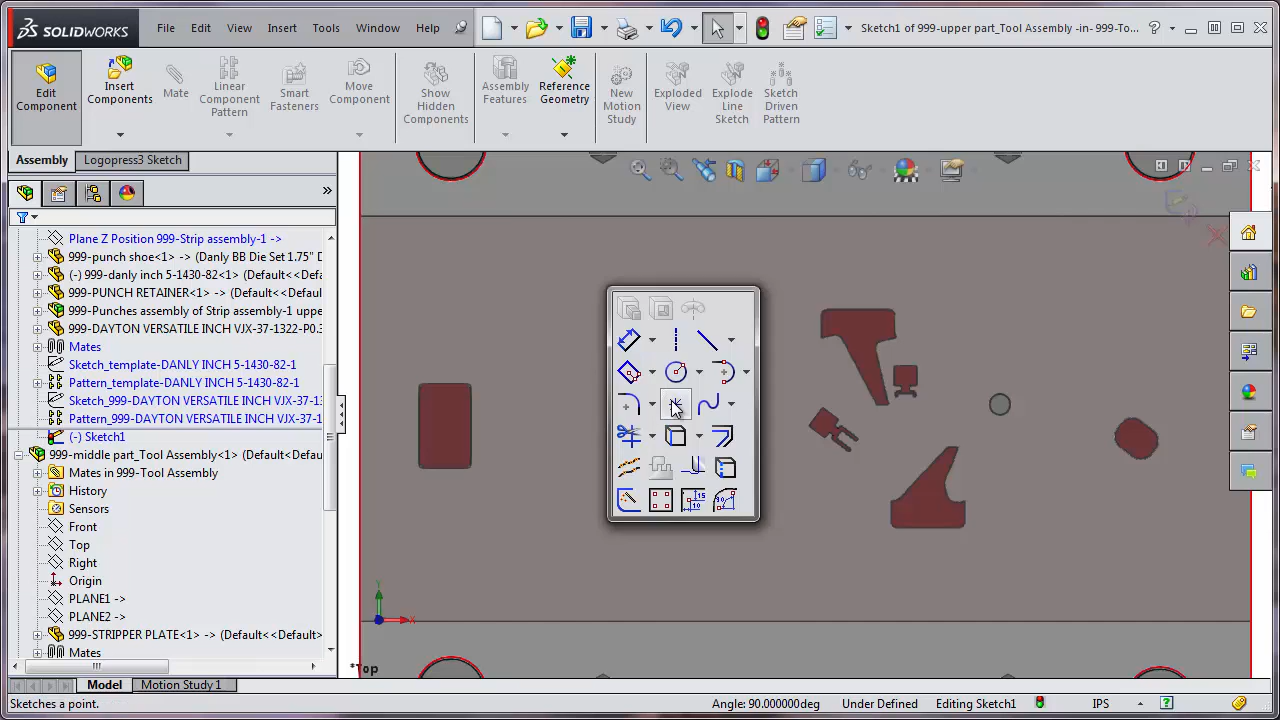 SOLIDWORKS
File Edit View Insert Tools Window Help
Sketch1 of 999-upper part_Tool Assembly -in- 999-To...
Edit Component
Insert Components
Mate
Linear Component Pattern
Smart Fasteners
Move Component
Show Hidden Components
Assembly Features
Reference Geometry
New Motion Study
Exploded View
Explode Line Sketch
Sketch Driven Pattern
Assembly Logopress3 Sketch
Plane Z Position 999-Strip assembly-1 ->
999-punch shoe<1> -> (Danly BB Die Set 1.75" D
(-) 999-danly inch 5-1430-82<1> (Default<<Defa
999-PUNCH RETAINER<1> -> (Default<<Default
999-Punches assembly of Strip assembly-1 uppe
999-DAYTON VERSATILE INCH VJX-37-1322-P0.3
Mates
Sketch_template-DANLY INCH 5-1430-82-1
Pattern_template-DANLY INCH 5-1430-82-1
Sketch_999-DAYTON VERSATILE INCH VJX-37-13
Pattern_999-DAYTON VERSATILE INCH VJX-37-1
(-) Sketch1
999-middle part_Tool Assembly<1> (Default<Def
Mates in 999-Tool Assembly
History
Sensors
Front
Top
Right
Origin
PLANE1 ->
PLANE2 ->
999-STRIPPER PLATE<1> -> (Default<<Default>
Mates
*Top
Y
X
Model Motion Study 1
Sketches a point. Angle: 90.000000deg Under Defined Editing Sketch1 IPS